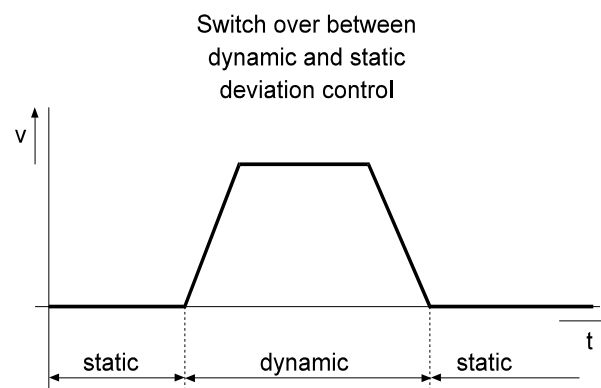 Switch over between
dynamic and static
deviation control
v
t
static dynamic static